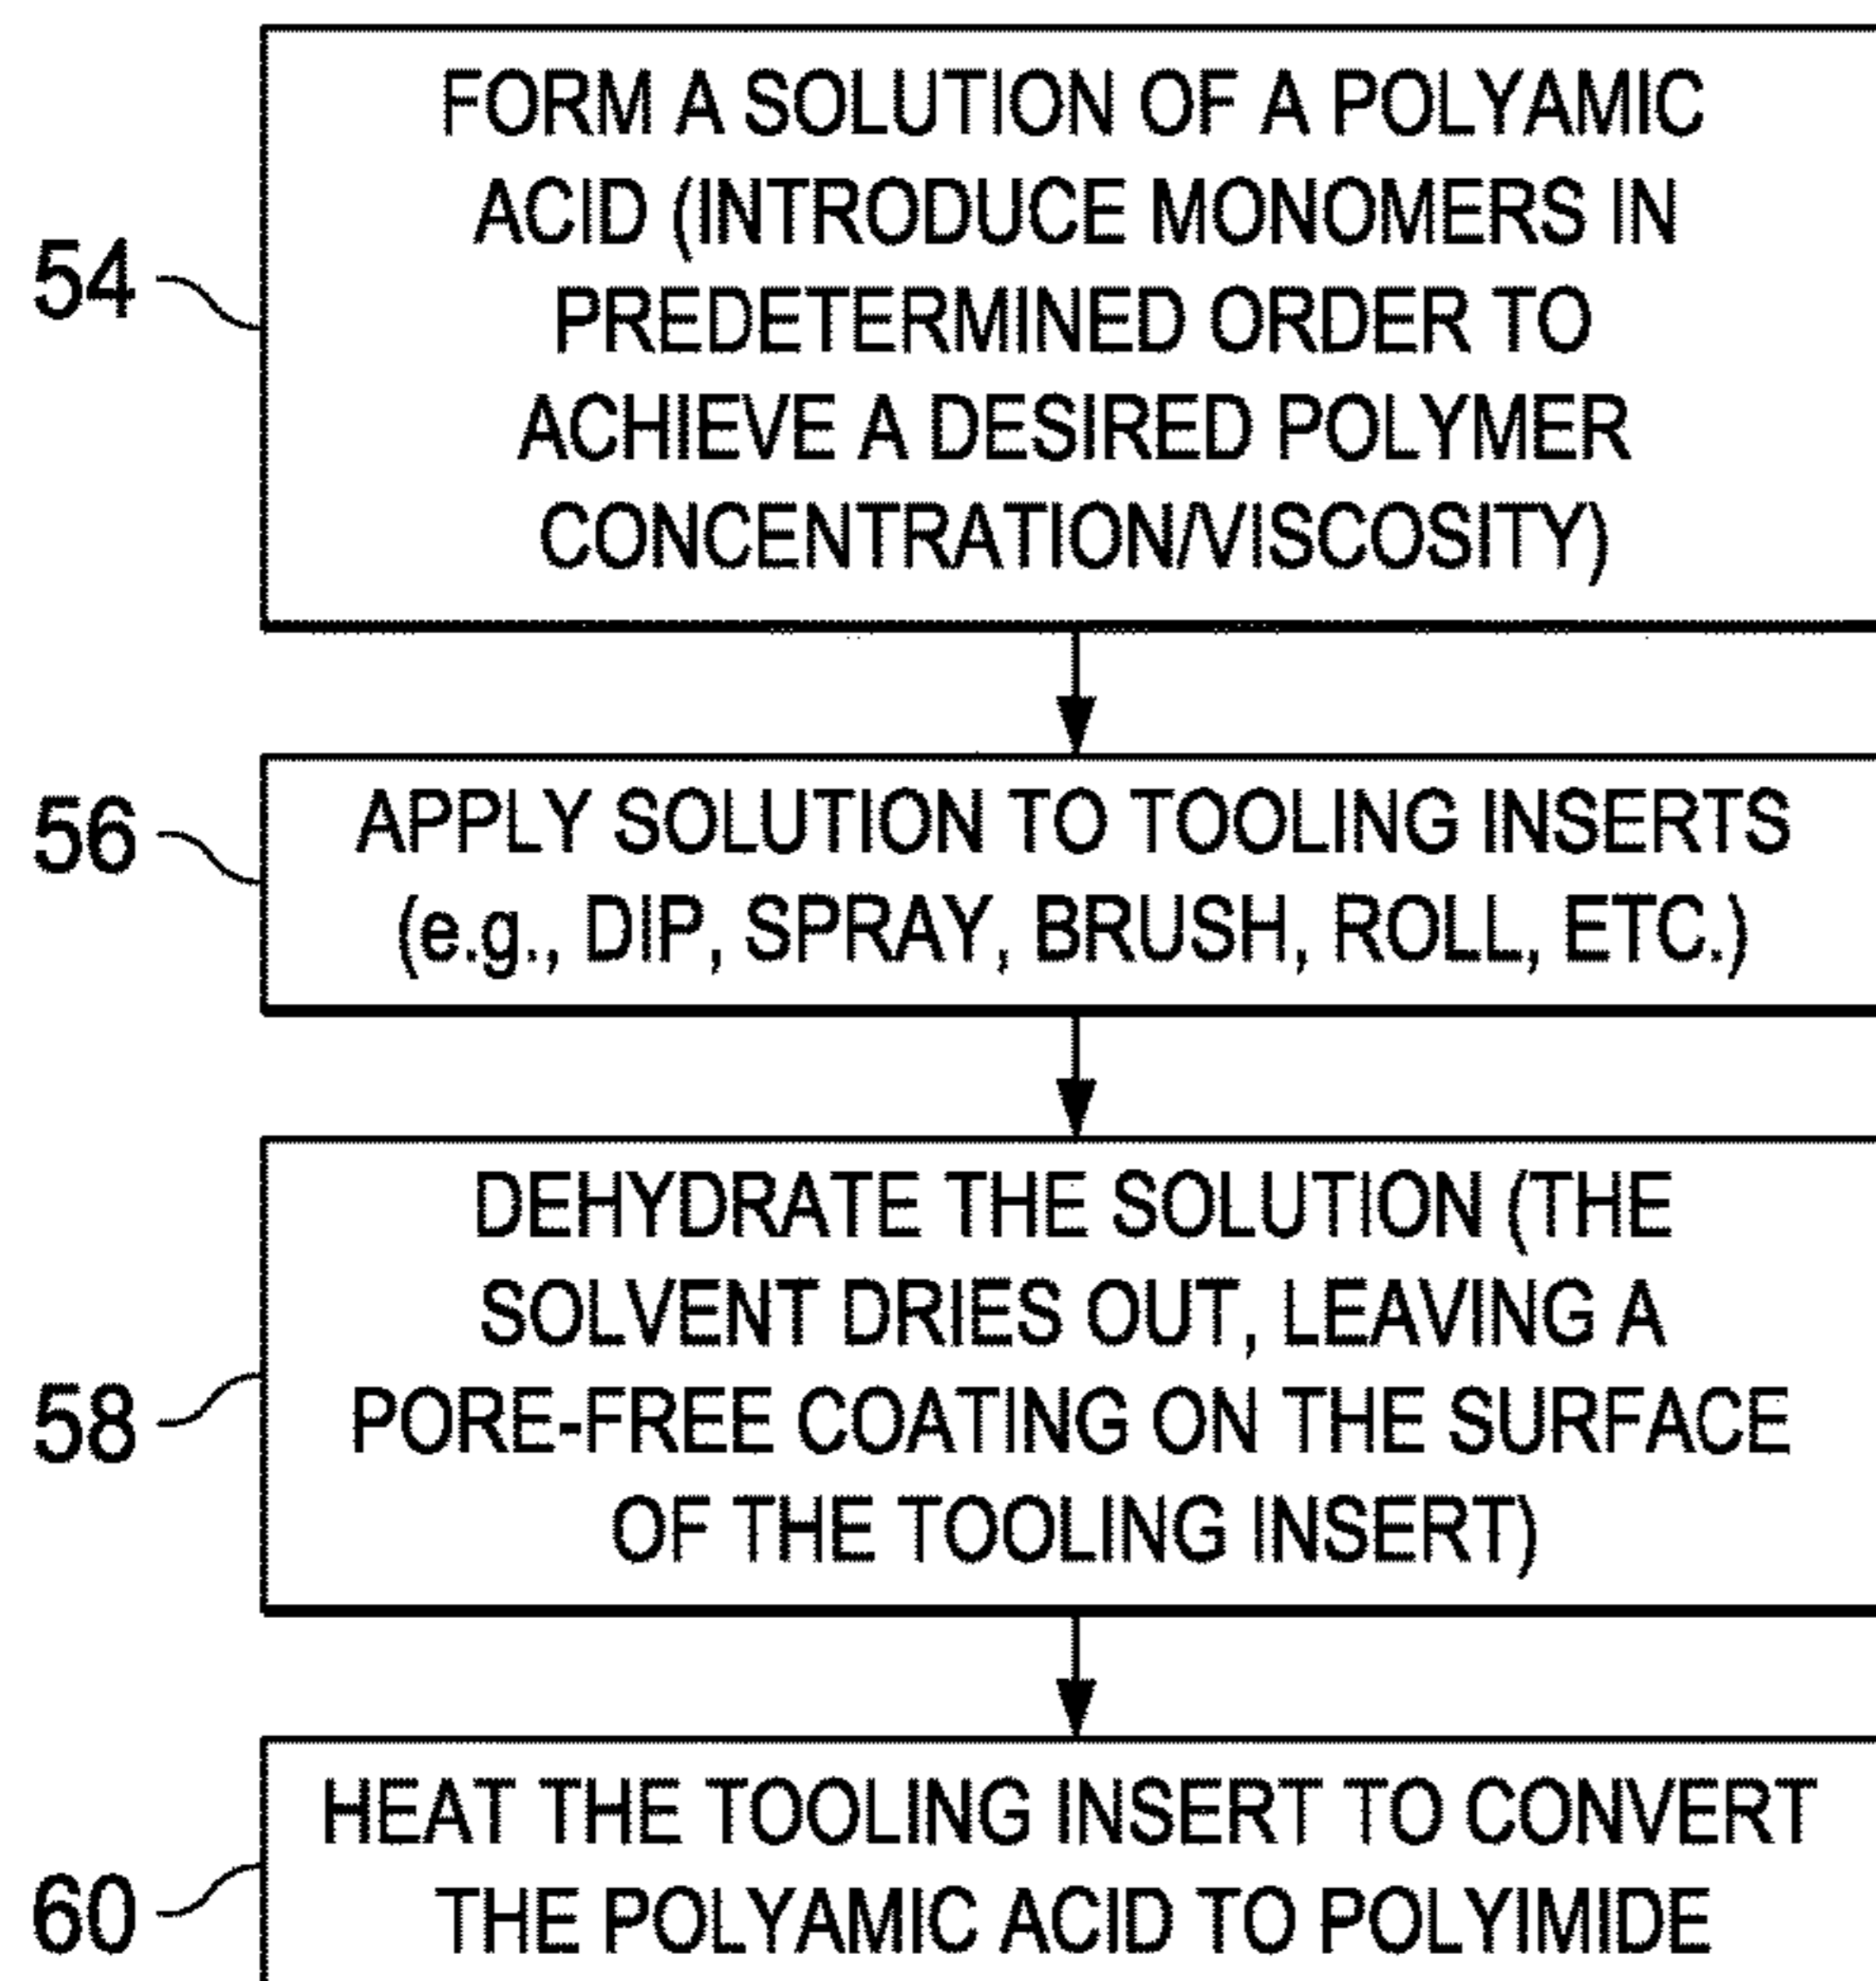 FORM A SOLUTION OF A POLYAMIC
ACID (INTRODUCE MONOMERS IN
54
PREDETERMINED ORDER TO
ACHIEVE A DESIRED POLYMER
CONCENTRATION/VISCOSITY)
56
APPLY SOLUTION TO TOOLING INSERTS
(e.g., DIP, SPRAY, BRUSH, ROLL, ETC.)
DEHYDRATE THE SOLUTION (THE
SOLVENT DRIES OUT, LEAVING A
58
PORE-FREE COATING ON THE SURFACE
OF THE TOOLING INSERT)
HEAT THE TOOLING INSERT TO CONVERT
60
THE POLYAMIC ACID TO POLYIMIDE